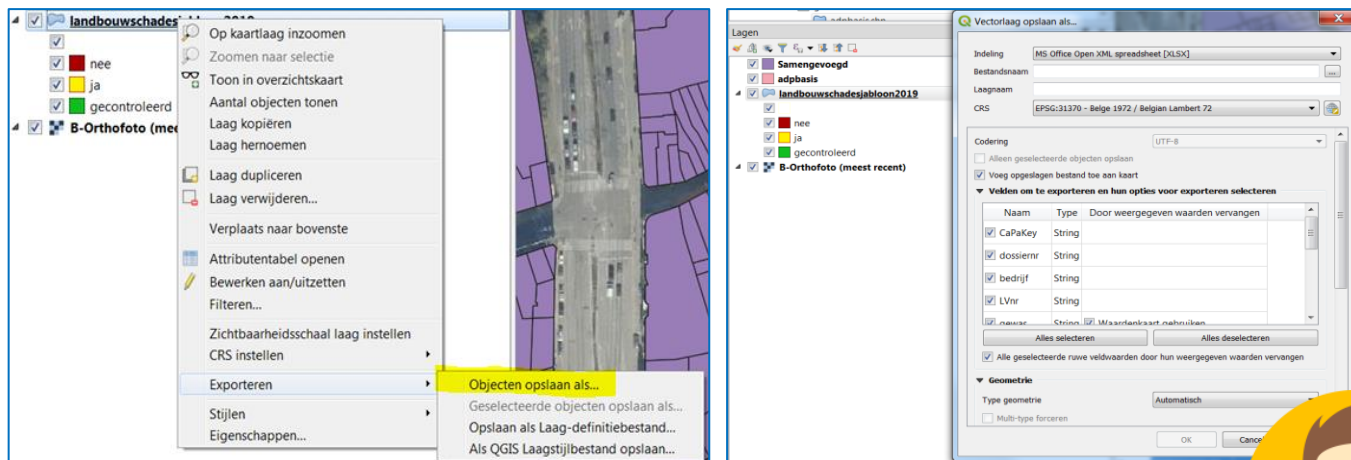 landbouwschadesjabloon2019
nee
ja
gecontroleerd
B-Orthofoto (mee
Op kaartlaag inzoomen
Zoomen naar selectie
Toon in overzichtskaart
Aantal objecten tonen
Laag kopiëren
Laag hernoemen
Laag dupliceren
Laag verwijderen...
Verplaats naar bovenste
Attributentabel openen
Bewerken aan/uitzetten
Filteren...
Zichtbaarheidsschaal laag instellen
CRS instellen
Exporteren
Stijlen
Eigenschappen...
Objecten opslaan als...
Geselecteerde objecten opslaan als...
Opslaan als Laag-definitiebestand...
Als QGIS Laagstijlbestand opslaan...
Lagen
Samengevoegd
adpbasis
landbouwschadesjabloon2019
nee
ja
gecontroleerd
B-Orthofoto (meest recent)
Vectorlaag opslaan als...
Indeling MS Office Open XML spreadsheet [XLSX]
Bestandsnaam
Laagnaam
CRS EPSG:31370 - Belge 1972 / Belgian Lambert 72
Codering UTF-8
Alleen geselecteerde objecten opslaan
Voeg opgeslagen bestand toe aan kaart
Velden om te exporteren en hun opties voor exporteren selecteren
Naam Type Door weergegeven waarden vervangen
CaPaKey String
dossiernr String
bedrijf String
LVnr String
gewas String Waardenkaart gebruiken
Alles selecteren Alles deselecteren
Alle geselecteerde ruwe veldwaarden door hun weergegeven waarden vervangen
Geometrie
Type geometrie Automatisch
Multi-type forceren
OK Cance